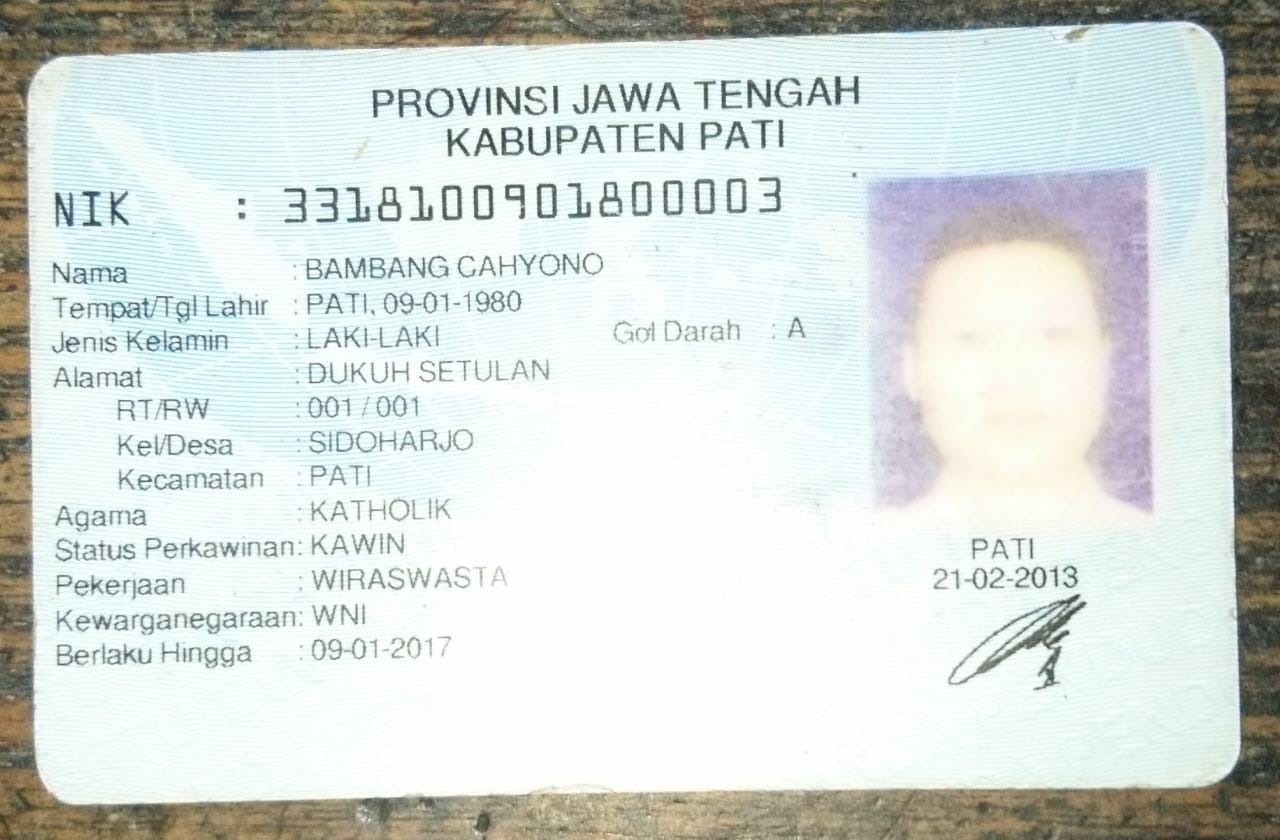 PROVINSI JAWA TENGAH
KABUPATEN PATI
NIK : 3318100901800003
Nama : BAMBANG CAHYONO
Tempat/Tgl Lahir : PATI, 09-01-1980
Jenis Kelamin : LAKI-LAKI Gol Darah : A
Alamat : DUKUH SETULAN
RT/RW : 001 / 001
Kel/Desa : SIDOHARJO
Kecamatan : PATI
Agama : KATHOLIK
Status Perkawinan: KAWIN
Pekerjaan : WIRASWASTA
Kewarganegaraan: WNI
Berlaku Hingga : 09-01-2017
PATI
21-02-2013